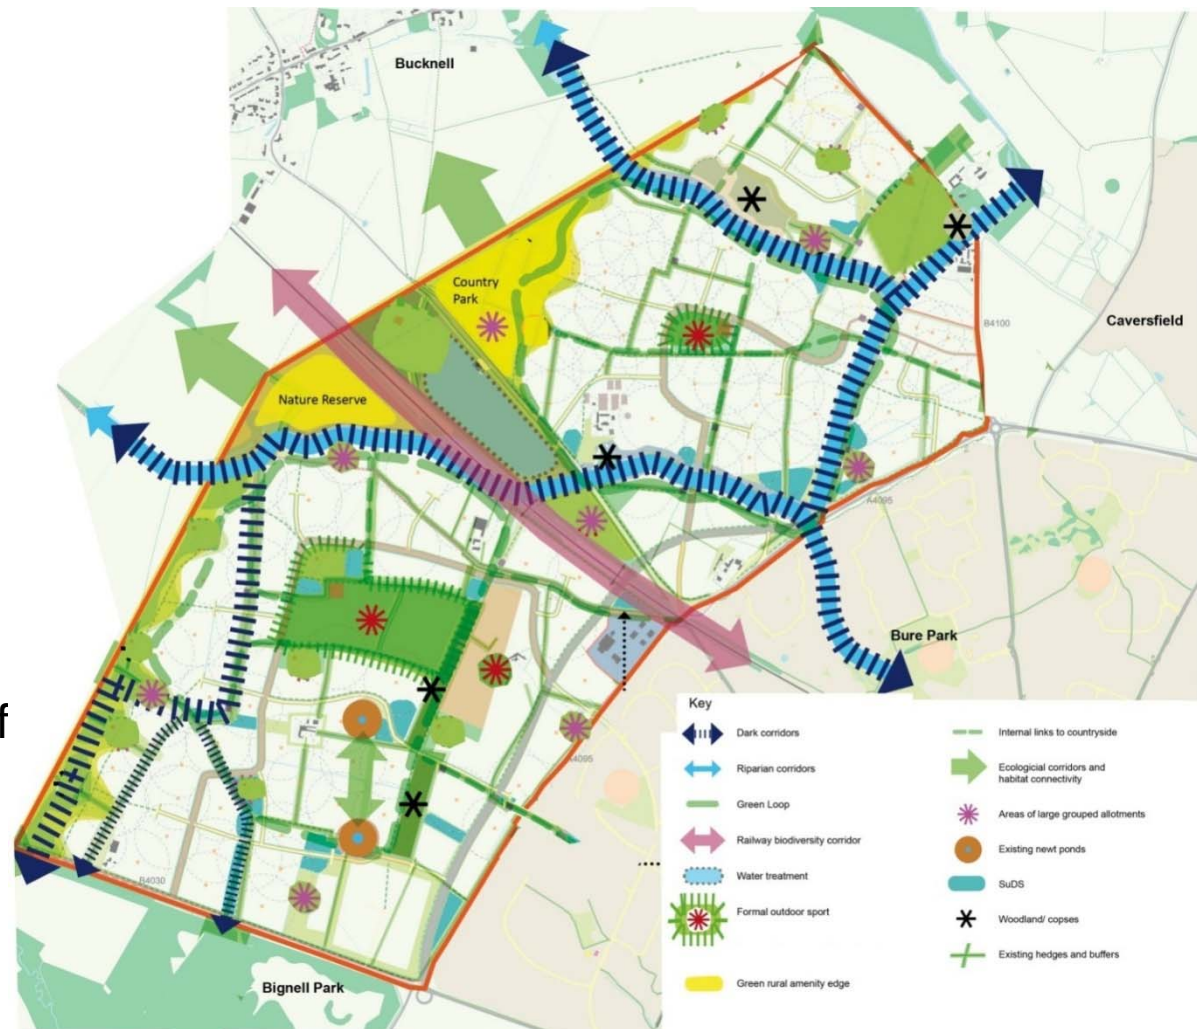 Bucknell
Country
Park
Caversfield
B4100
Nature Reserve
A4095
Bure Park
f
A4095
B4030
Bignell Park
Key
Dark corridors
Riparian corridors
Green Loop
Railway biodiversity corridor
Water treatment
Formal outdoor sport
Green rural amenity edge
Internal links to countryside
Ecologicial corridors and
habitat connectivity
Areas of large grouped allotments
Existing newt ponds
SuDS
Woodland/ copses
Existing hedges and buffers